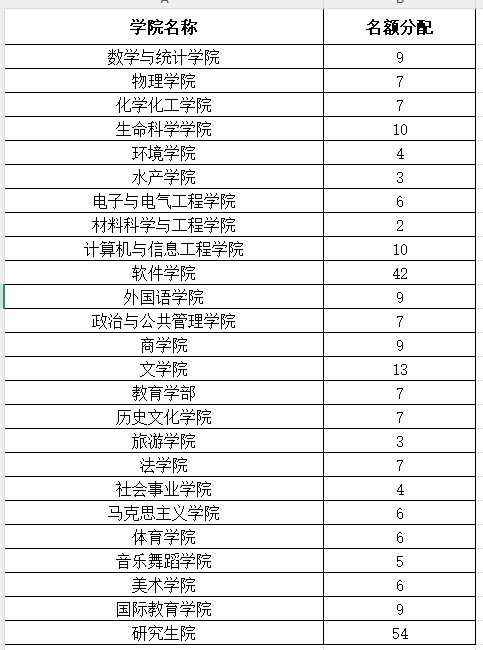 学院名称 名额分配
数学与统计学院 9
物理学院 7
化学化工学院 7
生命科学学院 10
环境学院 4
水产学院 3
电子与电气工程学院 6
材料科学与工程学院 2
计算机与信息工程学院 10
软件学院 42
外国语学院 9
政治与公共管理学院 7
商学院 9
文学院 13
教育学部 7
历史文化学院 7
旅游学院 3
法学院 7
社会事业学院 4
马克思主义学院 6
体育学院 6
音乐舞蹈学院 5
美术学院 6
国际教育学院 9
研究生院 54